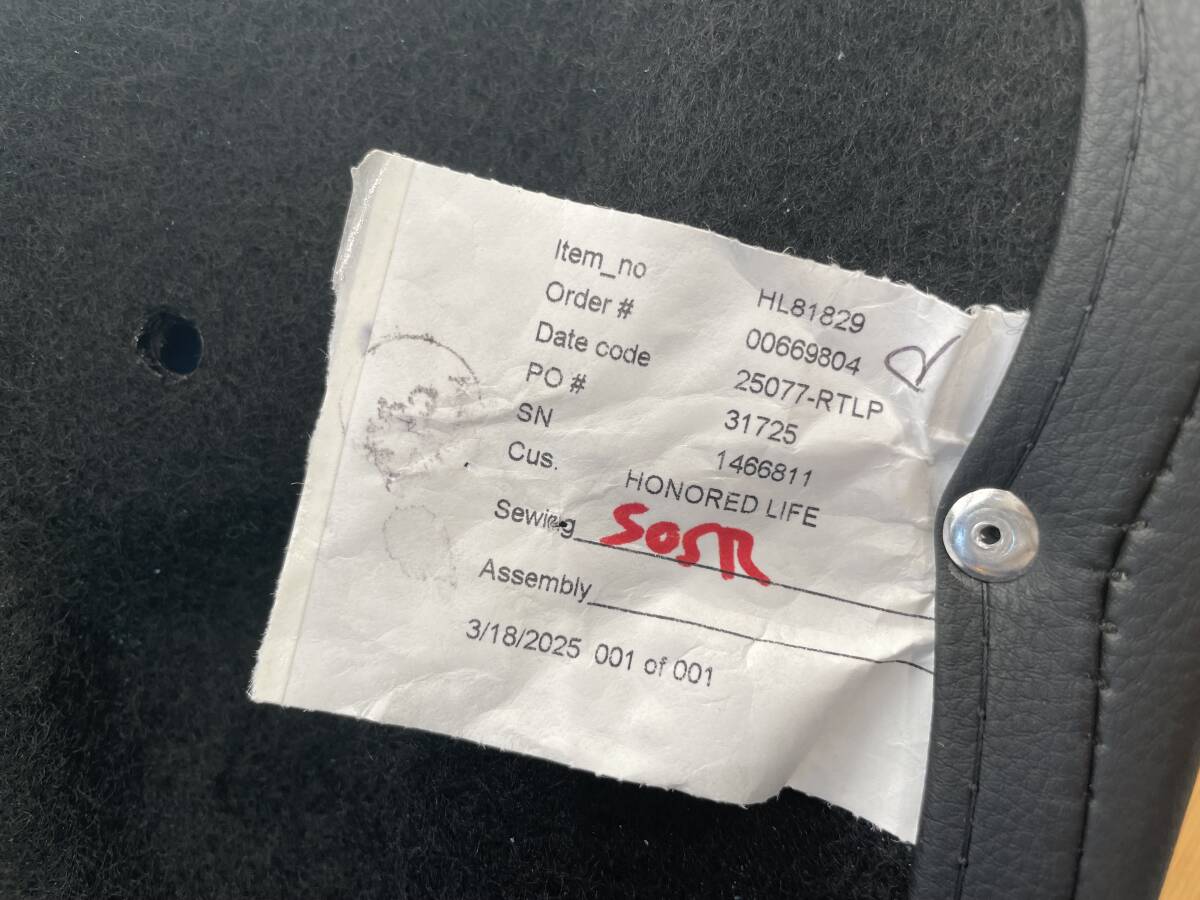 Item_no HL81829
Order # 00669804
Date code 25077-RTLP
PO # 31725
SN 1466811
Cus. HONORED LIFE
Sewing
Assembly
3/18/2025 001 of 001